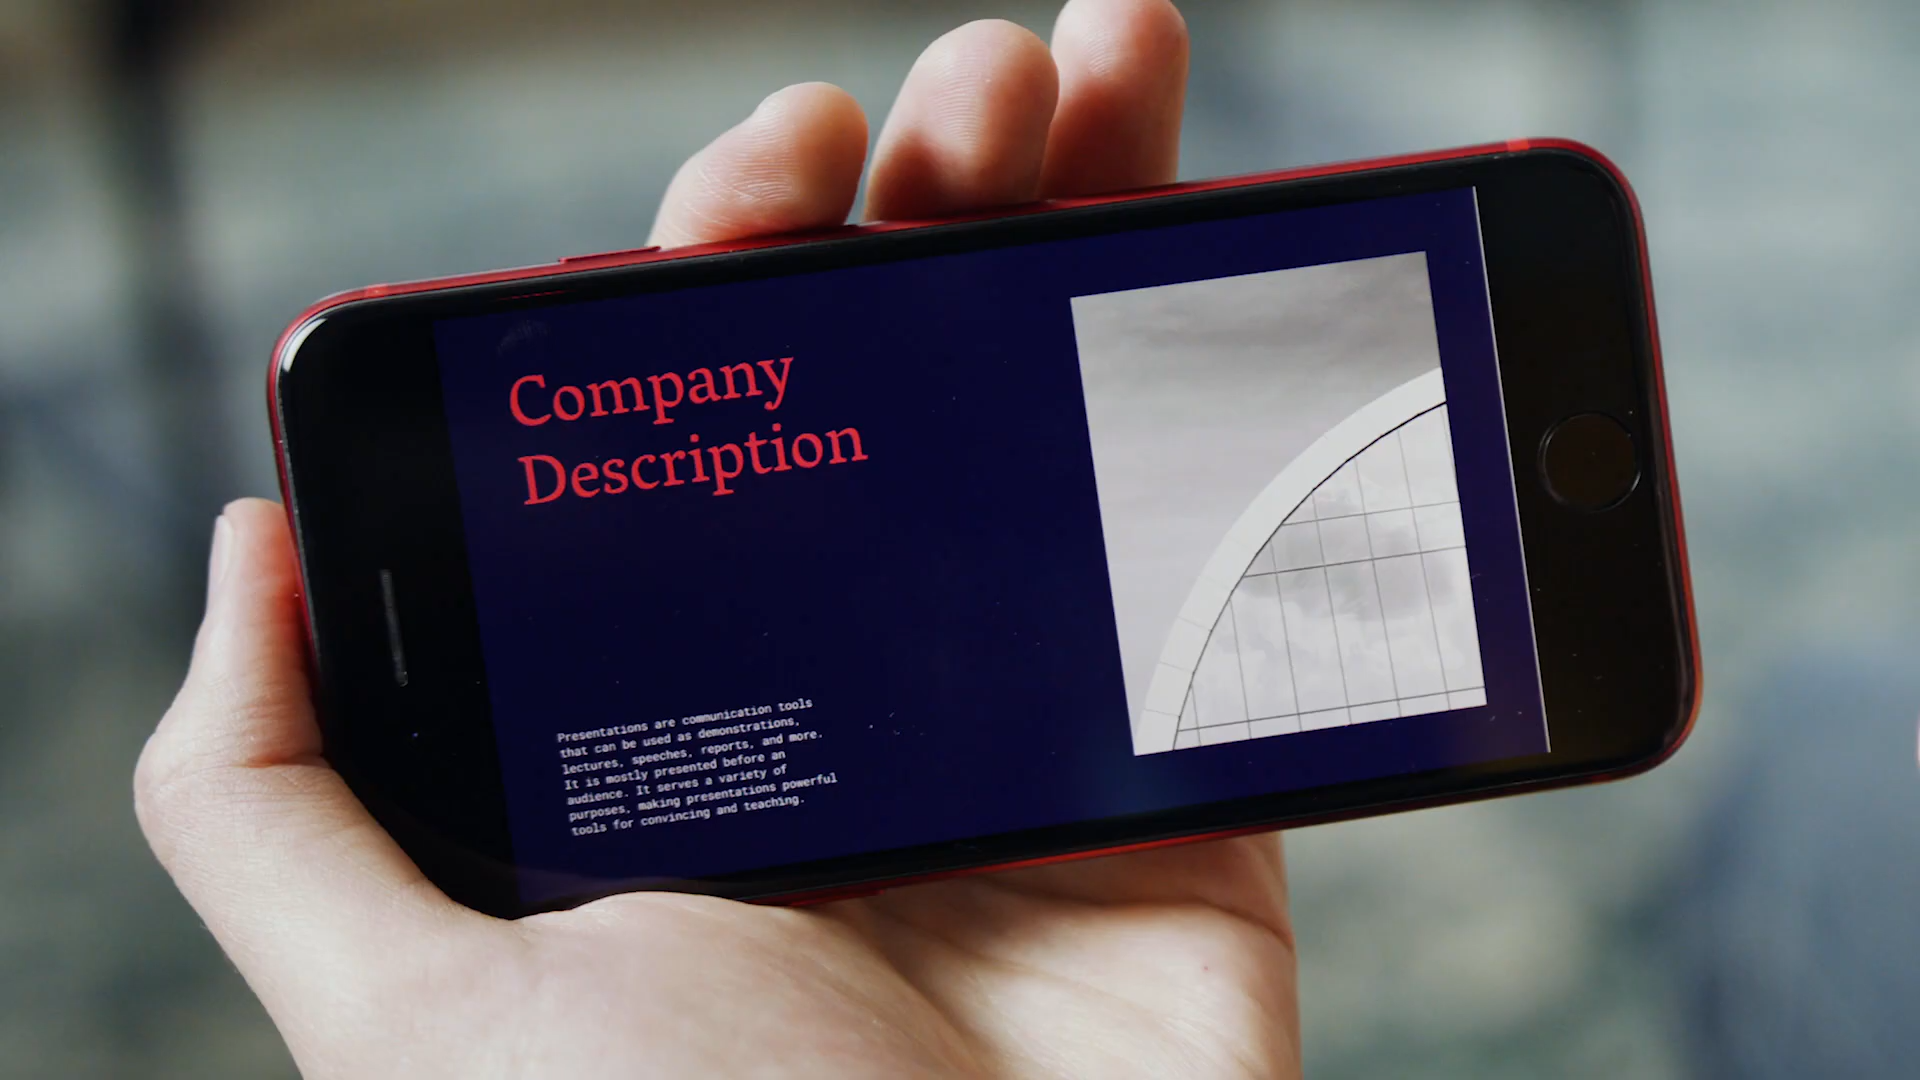 Company
Description
Presentations are communication tools
that can be used as demonstrations,
lectures, speeches, reports, and more.
It is mostly presented before an
audience. It serves a variety of
purposes, making presentations powerful
tools for convincing and teaching.